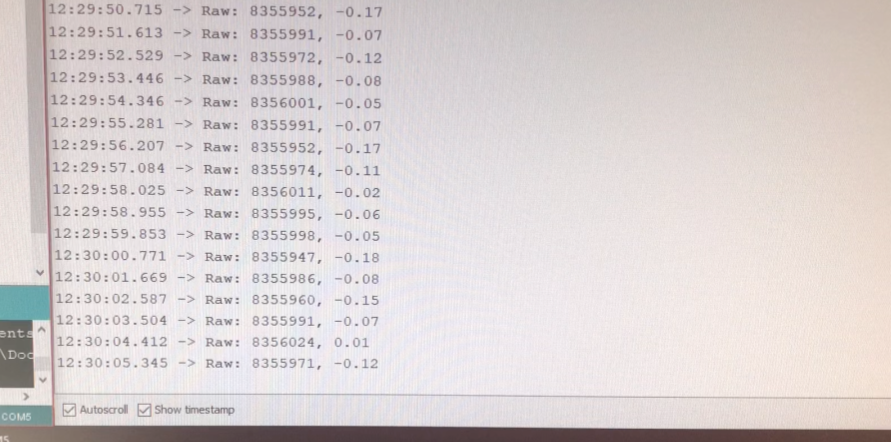 12:29:50.715 -> Raw: 8355952, -0.17
12:29:51.613 -> Raw: 8355991, -0.07
12:29:52.529 -> Raw: 8355972, -0.12
12:29:53.446 -> Raw: 8355988, -0.08
12:29:54.346 -> Raw: 8356001, -0.05
12:29:55.281 -> Raw: 8355991, -0.07
12:29:56.207 -> Raw: 8355952, -0.17
12:29:57.084 -> Raw: 8355974, -0.11
12:29:58.025 -> Raw: 8356011, -0.02
12:29:58.955 -> Raw: 8355995, -0.06
12:29:59.853 -> Raw: 8355998, -0.05
12:30:00.771 -> Raw: 8355947, -0.18
12:30:01.669 -> Raw: 8355986, -0.08
12:30:02.587 -> Raw: 8355960, -0.15
12:30:03.504 -> Raw: 8355991, -0.07
12:30:04.412 -> Raw: 8356024, 0.01
12:30:05.345 -> Raw: 8355971, -0.12
ents
\Doc
Autoscroll Show timestamp
COM5